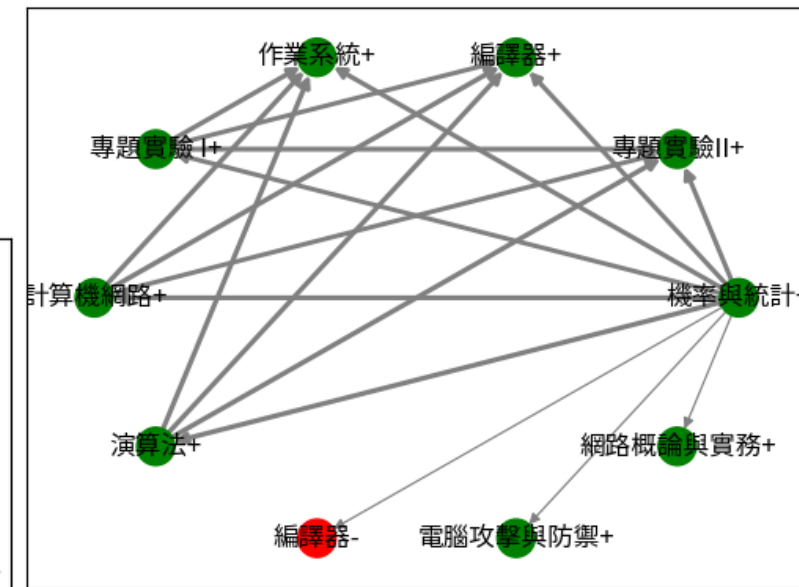 作業系統+
編譯器+
專題實驗 I+
專題實驗II+
計算機網路+
機率與統計+
演算法+
網路概論與實務+
編譯器-
電腦攻擊與防禦+